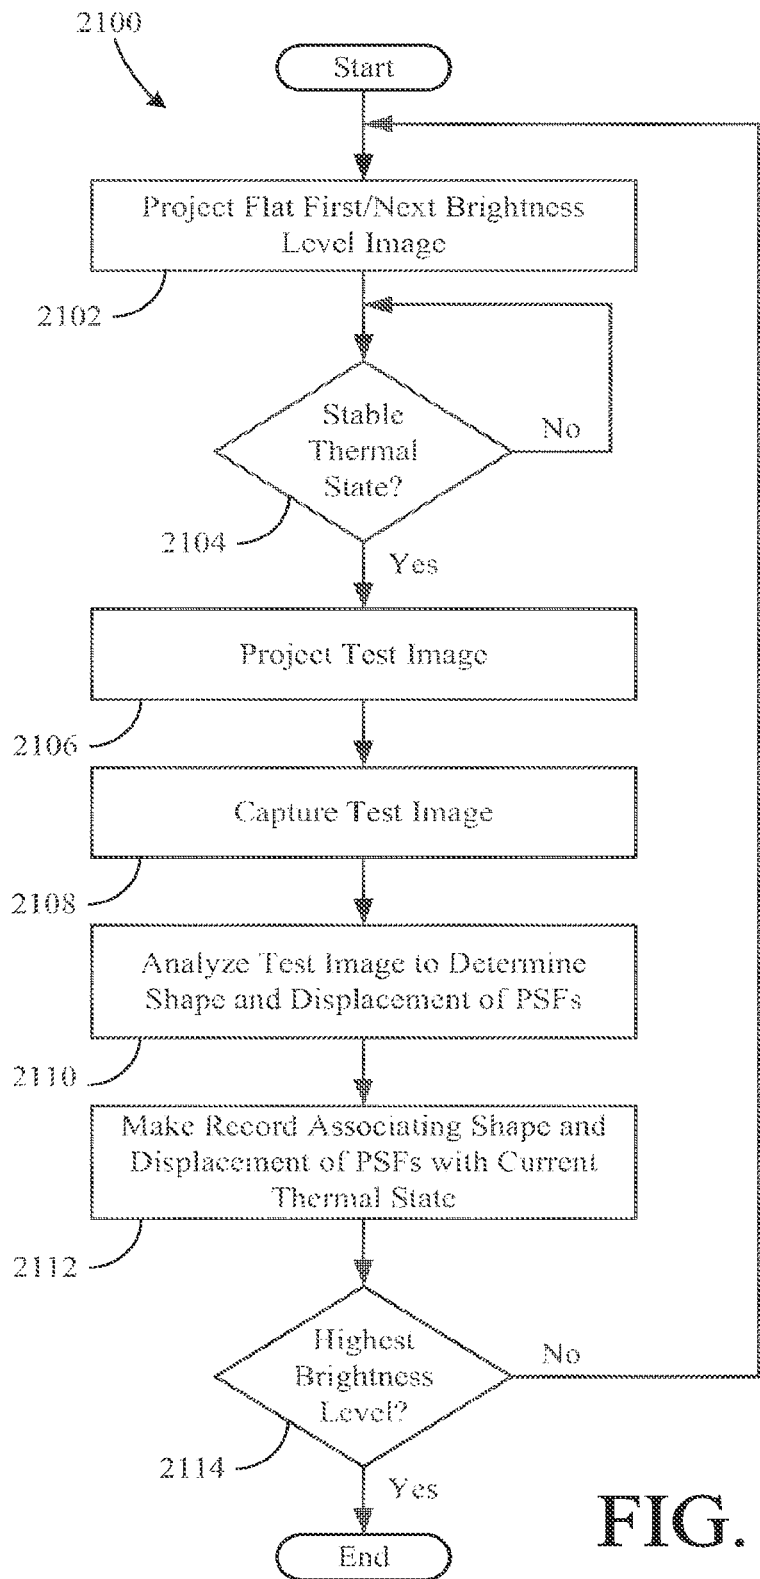 2100
Start
Project Flat First/Next Brightness
Level Image
2102
Stable
Thermal
State?
No
2104
Yes
Project Test Image
2106
Capture Test Image
2108
Analyze Test Image to Determine
Shape and Displacement of PSFs
2110
Make Record Associating Shape and
Displacement of PSFs with Current
Thermal State
2112
Highest
Brightness
Level?
No
2114
Yes
End
FIG.